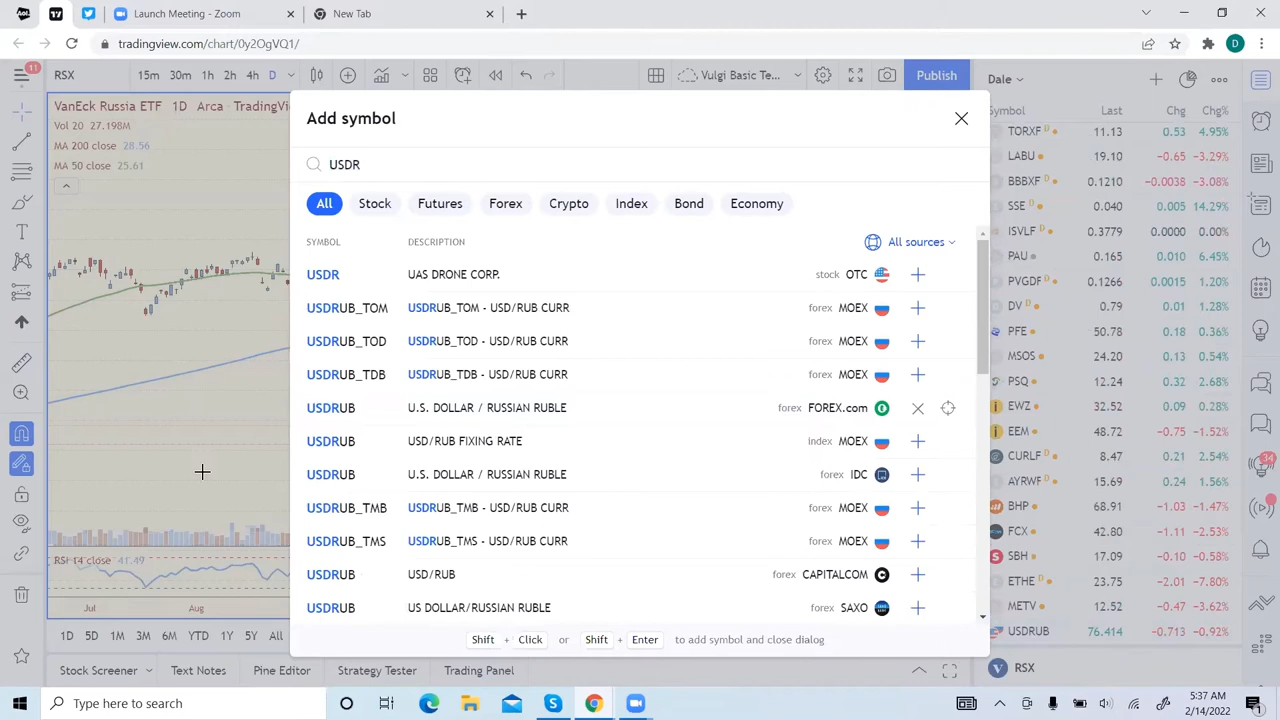 Launch Meeting - Zoom
New Tab
tradingview.com/chart/0y2OgVQ1/
D
11
RSX 15m 30m 1h 2h 4h D Vulgi Basic Te... Publish Dale
VanEck Russia ETF 1D Arca TradingVi
Vol 20 27.198M
MA 200 close 28.56
MA 50 close 25.61
RSI 14 close 41.49
Jul Aug
1D 5D 1M 3M 6M YTD 1Y 5Y All
Stock Screener Text Notes Pine Editor Strategy Tester Trading Panel
Add symbol
USDR
All Stock Futures Forex Crypto Index Bond Economy
SYMBOL DESCRIPTION All sources
USDR UAS DRONE CORP. stock OTC
USDRUB_TOM USDRUB_TOM - USD/RUB CURR forex MOEX
USDRUB_TOD USDRUB_TOD - USD/RUB CURR forex MOEX
USDRUB_TDB USDRUB_TDB - USD/RUB CURR forex MOEX
USDRUB U.S. DOLLAR / RUSSIAN RUBLE forex FOREX.com
USDRUB USD/RUB FIXING RATE index MOEX
USDRUB U.S. DOLLAR / RUSSIAN RUBLE forex IDC
USDRUB_TMB USDRUB_TMB - USD/RUB CURR forex MOEX
USDRUB_TMS USDRUB_TMS - USD/RUB CURR forex MOEX
USDRUB USD/RUB forex CAPITALCOM
USDRUB US DOLLAR/RUSSIAN RUBLE forex SAXO
Shift + Click or Shift + Enter to add symbol and close dialog
Symbol Last Chg Chg%
TORXF D 11.13 0.53 4.95%
LABU 19.10 −0.65 −3.29%
BBBXF D 0.1210 −0.0038 −3.08%
SSE 0.040 0.005 14.29%
ISVLF D 0.3779 0.0000 0.00%
PAU 0.165 0.010 6.45%
PVGDF D 0.1266 0.0015 1.20%
DV 0.79 0.01 1.28%
PFE 50.78 0.18 0.36%
MSOS 24.20 0.13 0.54%
PSQ 12.24 0.32 2.68%
EWZ 32.52 0.09 0.28%
EEM 48.72 −0.75 −1.52%
CURLF D 8.47 0.21 2.54%
AYRWF D 15.69 0.24 1.56%
BHP 68.91 −1.03 −1.47%
FCX 42.80 −1.11 −2.53%
SBH 17.09 −0.10 −0.58%
ETHE D 23.75 −2.01 −7.80%
METV 12.52 −0.47 −3.62%
USDRUB 76.414 −0.713 −0.92%
RSX
34
Type here to search
5:37 AM
2/14/2022
1